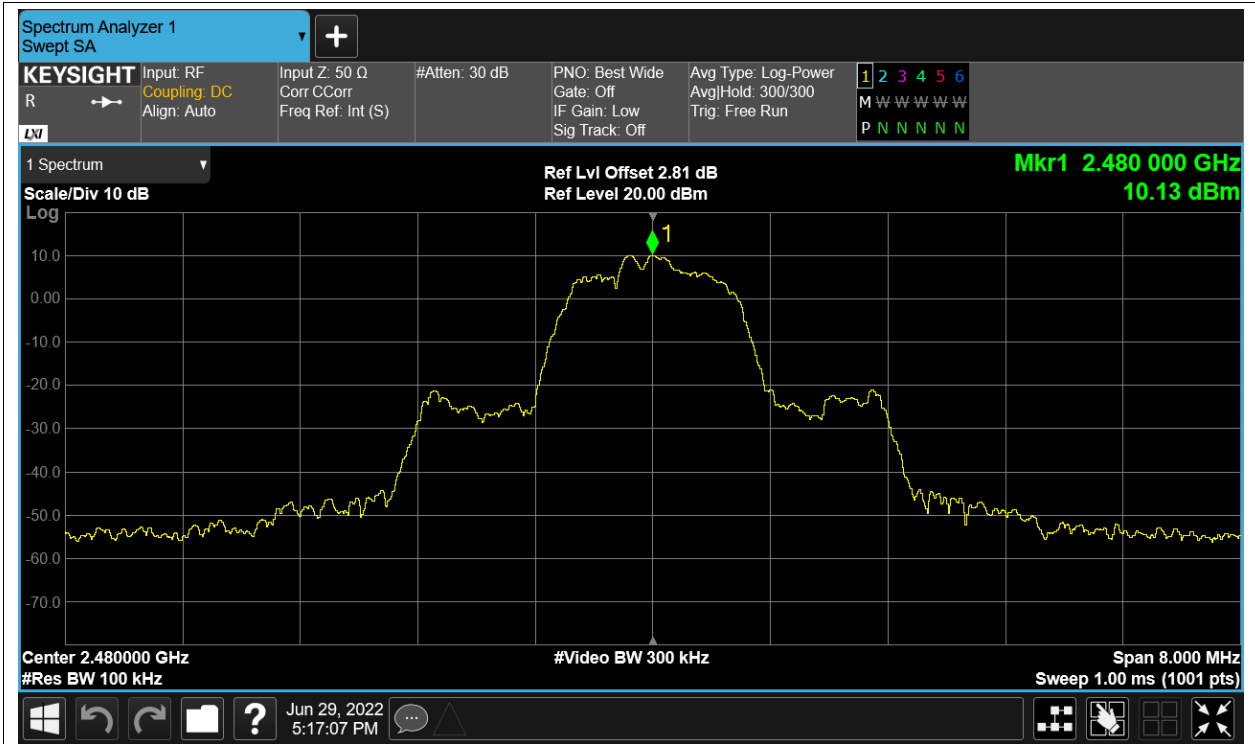 Spectrum Analyzer 1
Swept SA
KEYSIGHT
R
LXI
Input: RF
Coupling: DC
Align: Auto
Input Z: 50 Ω
Corr CCorr
Freq Ref: Int (S)
#Atten: 30 dB
PNO: Best Wide
Gate: Off
IF Gain: Low
Sig Track: Off
Avg Type: Log-Power
Avg|Hold: 300/300
Trig: Free Run
1 2 3 4 5 6
M W W W W W
P N N N N N
1 Spectrum
Scale/Div 10 dB
Log
Ref Lvl Offset 2.81 dB
Ref Level 20.00 dBm
Mkr1 2.480 000 GHz
10.13 dBm
1
10.0
0.00
-10.0
-20.0
-30.0
-40.0
-50.0
-60.0
-70.0
Center 2.480000 GHz
#Video BW 300 kHz
Span 8.000 MHz
#Res BW 100 kHz
Sweep 1.00 ms (1001 pts)
?
Jun 29, 2022
5:17:07 PM